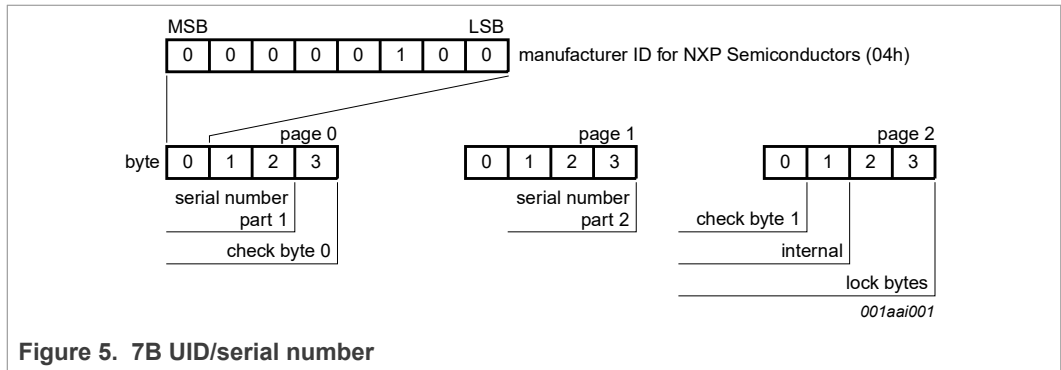 MSB LSB
0 0 0 0 0 1 0 0 manufacturer ID for NXP Semiconductors (04h)
page 0 page 1 page 2
byte 0 1 2 3 0 1 2 3 0 1 2 3
serial number serial number check byte 1
part 1 part 2
check byte 0 internal
lock bytes
001aai001
Figure 5. 7B UID/serial number